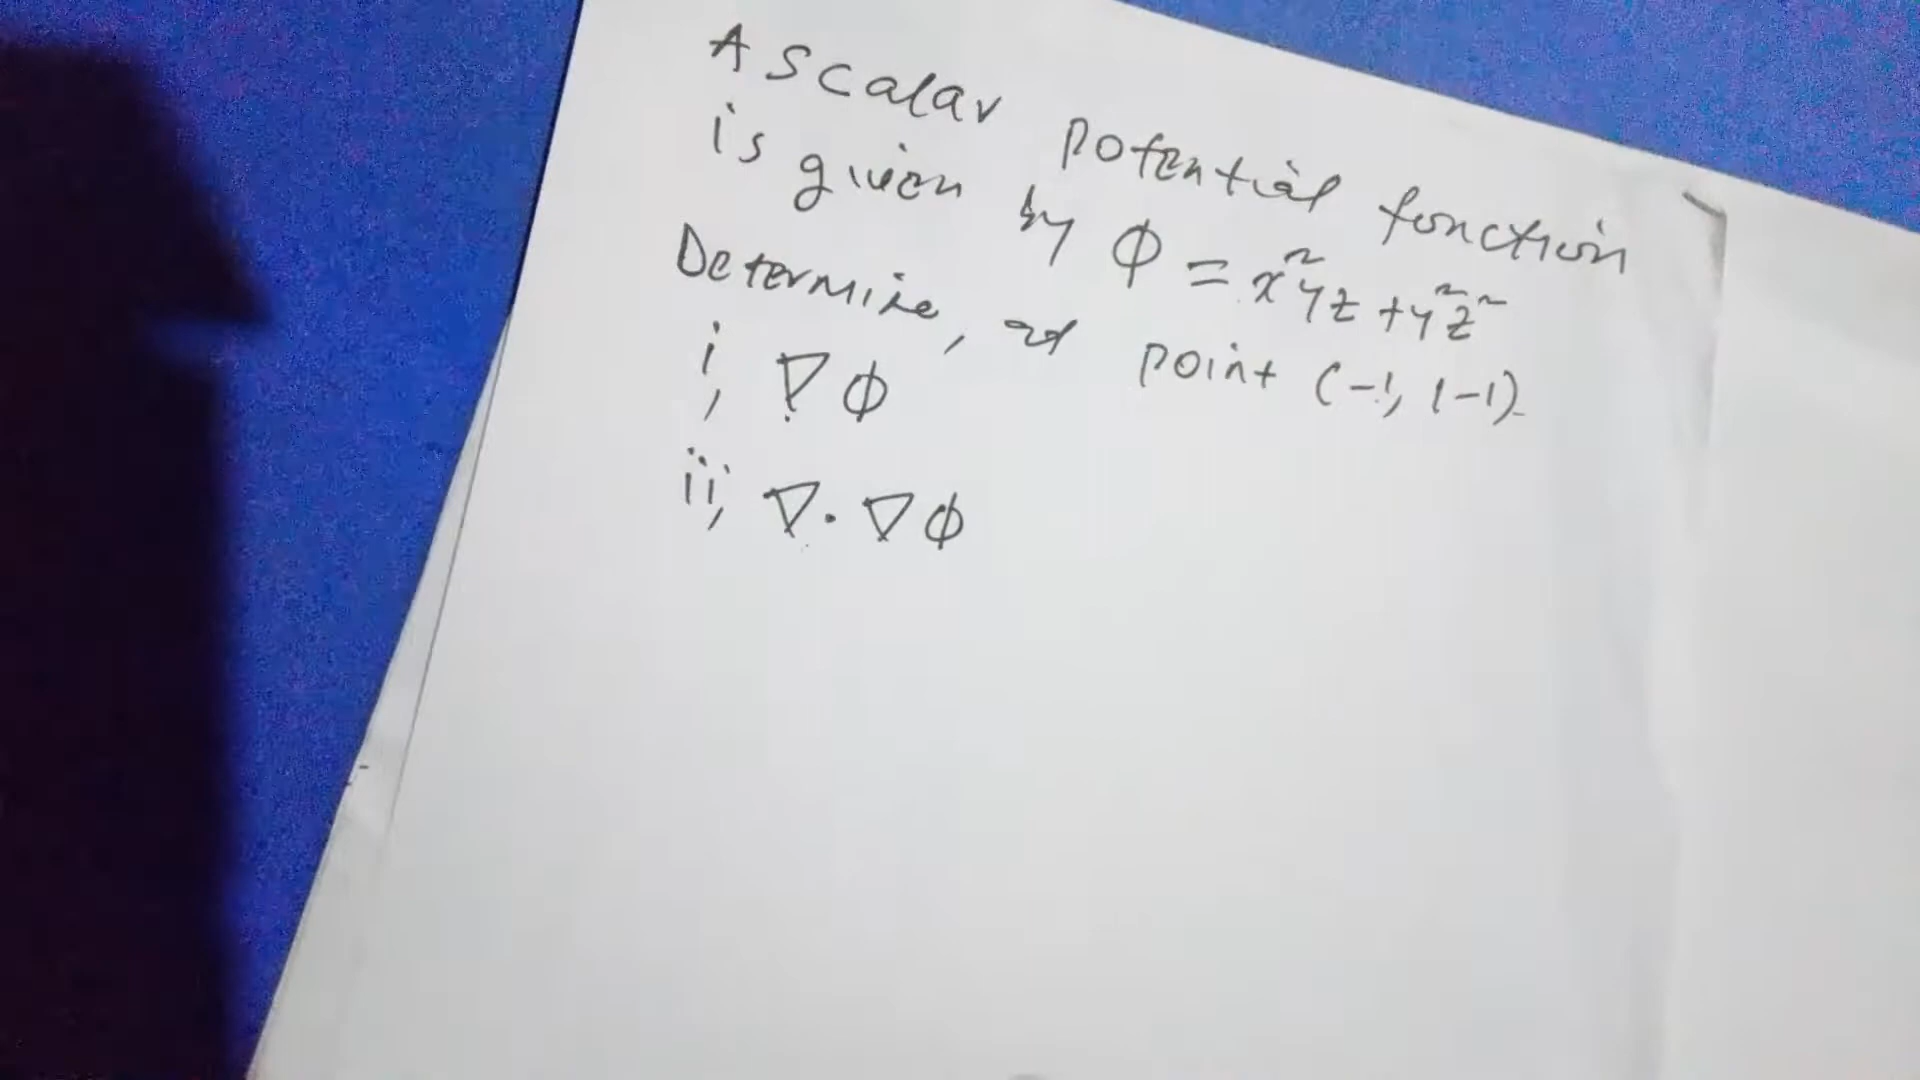 A scalar potential function
is given by ϕ = x²yz + y²z²
Determine, at point (-1, 1-1).
i, ∇ϕ
ii, ∇.∇ϕ